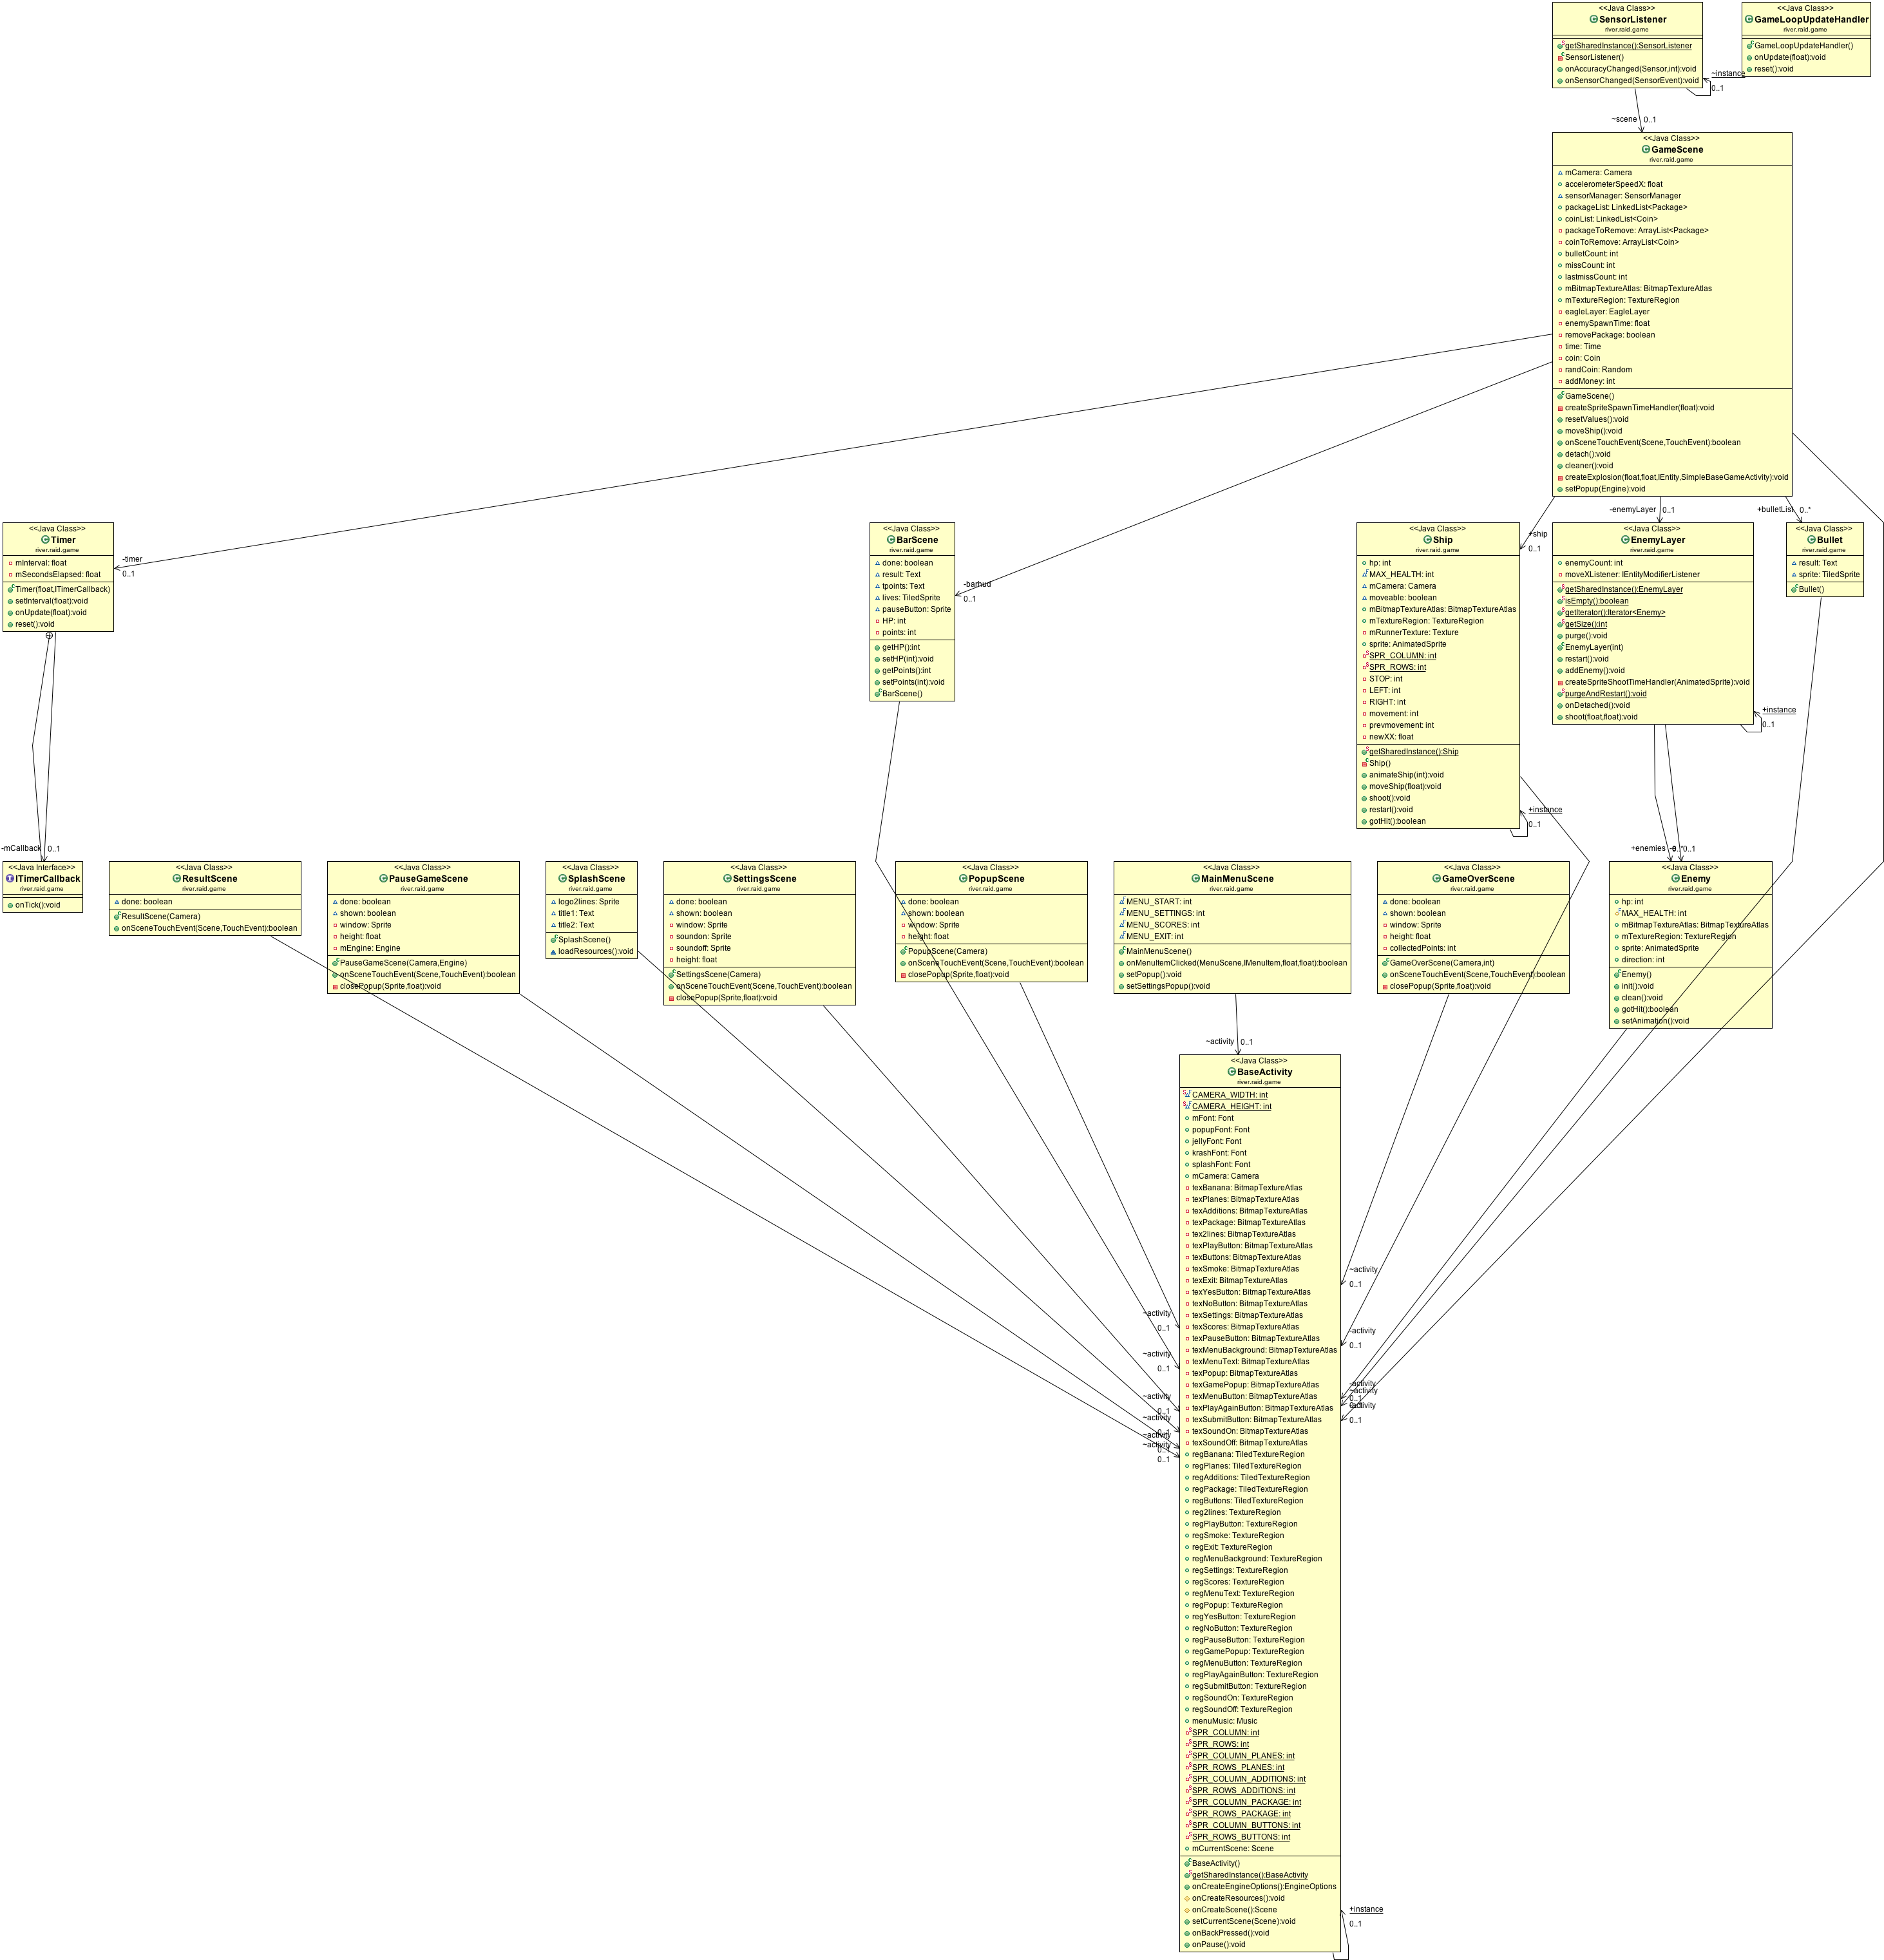 <<Java Class>>
SensorListener
river.raid.game
getSharedInstance():SensorListener
SensorListener()
onAccuracyChanged(Sensor,int):void
onSensorChanged(SensorEvent):void
~instance
0..1
<<Java Class>>
GameLoopUpdateHandler
river.raid.game
GameLoopUpdateHandler()
onUpdate(float):void
reset():void
~scene
0..1
<<Java Class>>
GameScene
river.raid.game
mCamera: Camera
accelerometerSpeedX: float
sensorManager: SensorManager
packageList: LinkedList<Package>
coinList: LinkedList<Coin>
packageToRemove: ArrayList<Package>
coinToRemove: ArrayList<Coin>
bulletCount: int
missCount: int
lastmissCount: int
mBitmapTextureAtlas: BitmapTextureAtlas
mTextureRegion: TextureRegion
eagleLayer: EagleLayer
enemySpawnTime: float
removePackage: boolean
time: Time
coin: Coin
randCoin: Random
addMoney: int
GameScene()
createSpriteSpawnTimeHandler(float):void
resetValues():void
moveShip():void
onSceneTouchEvent(Scene,TouchEvent):boolean
detach():void
cleaner():void
createExplosion(float,float,IEntity,SimpleBaseGameActivity):void
setPopup(Engine):void
<<Java Class>>
Timer
river.raid.game
mInterval: float
mSecondsElapsed: float
Timer(float,ITimerCallback)
setInterval(float):void
onUpdate(float):void
reset():void
-timer
0..1
<<Java Class>>
BarScene
river.raid.game
done: boolean
result: Text
tpoints: Text
lives: TiledSprite
pauseButton: Sprite
HP: int
points: int
getHP():int
setHP(int):void
getPoints():int
setPoints(int):void
BarScene()
-barhud
0..1
<<Java Class>>
Ship
river.raid.game
hp: int
MAX_HEALTH: int
mCamera: Camera
moveable: boolean
mBitmapTextureAtlas: BitmapTextureAtlas
mTextureRegion: TextureRegion
mRunnerTexture: Texture
sprite: AnimatedSprite
SPR_COLUMN: int
SPR_ROWS: int
STOP: int
LEFT: int
RIGHT: int
movement: int
prevmovement: int
newXX: float
getSharedInstance():Ship
Ship()
animateShip(int):void
moveShip(float):void
shoot():void
restart():void
gotHit():boolean
+ship
0..1
+instance
0..1
-enemyLayer
0..1
<<Java Class>>
EnemyLayer
river.raid.game
enemyCount: int
moveXListener: IEntityModifierListener
getSharedInstance():EnemyLayer
isEmpty():boolean
getIterator():Iterator<Enemy>
getSize():int
purge():void
EnemyLayer(int)
restart():void
addEnemy():void
createSpriteShootTimeHandler(AnimatedSprite):void
purgeAndRestart():void
onDetached():void
shoot(float,float):void
+instance
0..1
+bulletList
0..*
<<Java Class>>
Bullet
river.raid.game
result: Text
sprite: TiledSprite
Bullet()
-mCallback
0..1
<<Java Interface>>
ITimerCallback
river.raid.game
onTick():void
<<Java Class>>
ResultScene
river.raid.game
done: boolean
ResultScene(Camera)
onSceneTouchEvent(Scene,TouchEvent):boolean
<<Java Class>>
PauseGameScene
river.raid.game
done: boolean
shown: boolean
window: Sprite
height: float
mEngine: Engine
PauseGameScene(Camera,Engine)
onSceneTouchEvent(Scene,TouchEvent):boolean
closePopup(Sprite,float):void
<<Java Class>>
SplashScene
river.raid.game
logo2lines: Sprite
title1: Text
title2: Text
SplashScene()
loadResources():void
<<Java Class>>
SettingsScene
river.raid.game
done: boolean
shown: boolean
window: Sprite
soundon: Sprite
soundoff: Sprite
height: float
SettingsScene(Camera)
onSceneTouchEvent(Scene,TouchEvent):boolean
closePopup(Sprite,float):void
<<Java Class>>
PopupScene
river.raid.game
done: boolean
shown: boolean
window: Sprite
height: float
PopupScene(Camera)
onSceneTouchEvent(Scene,TouchEvent):boolean
closePopup(Sprite,float):void
<<Java Class>>
MainMenuScene
river.raid.game
MENU_START: int
MENU_SETTINGS: int
MENU_SCORES: int
MENU_EXIT: int
MainMenuScene()
onMenuItemClicked(MenuScene,IMenuItem,float,float):boolean
setPopup():void
setSettingsPopup():void
<<Java Class>>
GameOverScene
river.raid.game
done: boolean
shown: boolean
window: Sprite
height: float
collectedPoints: int
GameOverScene(Camera,int)
onSceneTouchEvent(Scene,TouchEvent):boolean
closePopup(Sprite,float):void
+enemies
0..1
<<Java Class>>
Enemy
river.raid.game
hp: int
MAX_HEALTH: int
mBitmapTextureAtlas: BitmapTextureAtlas
mTextureRegion: TextureRegion
sprite: AnimatedSprite
direction: int
Enemy()
init():void
clean():void
gotHit():boolean
setAnimation():void
~activity
0..1
<<Java Class>>
BaseActivity
river.raid.game
CAMERA_WIDTH: int
CAMERA_HEIGHT: int
mFont: Font
popupFont: Font
jellyFont: Font
krashFont: Font
splashFont: Font
mCamera: Camera
texBanana: BitmapTextureAtlas
texPlanes: BitmapTextureAtlas
texAdditions: BitmapTextureAtlas
texPackage: BitmapTextureAtlas
tex2lines: BitmapTextureAtlas
texPlayButton: BitmapTextureAtlas
texButtons: BitmapTextureAtlas
texSmoke: BitmapTextureAtlas
texExit: BitmapTextureAtlas
texYesButton: BitmapTextureAtlas
texNoButton: BitmapTextureAtlas
texSettings: BitmapTextureAtlas
texScores: BitmapTextureAtlas
texPauseButton: BitmapTextureAtlas
texMenuBackground: BitmapTextureAtlas
texMenuText: BitmapTextureAtlas
texPopup: BitmapTextureAtlas
texGamePopup: BitmapTextureAtlas
texMenuButton: BitmapTextureAtlas
texPlayAgainButton: BitmapTextureAtlas
texSubmitButton: BitmapTextureAtlas
texSoundOn: BitmapTextureAtlas
texSoundOff: BitmapTextureAtlas
regBanana: TiledTextureRegion
regPlanes: TiledTextureRegion
regAdditions: TiledTextureRegion
regPackage: TiledTextureRegion
regButtons: TiledTextureRegion
reg2lines: TextureRegion
regPlayButton: TextureRegion
regSmoke: TextureRegion
regExit: TextureRegion
regMenuBackground: TextureRegion
regSettings: TextureRegion
regScores: TextureRegion
regMenuText: TextureRegion
regPopup: TextureRegion
regYesButton: TextureRegion
regNoButton: TextureRegion
regPauseButton: TextureRegion
regGamePopup: TextureRegion
regMenuButton: TextureRegion
regPlayAgainButton: TextureRegion
regSubmitButton: TextureRegion
regSoundOn: TextureRegion
regSoundOff: TextureRegion
menuMusic: Music
SPR_COLUMN: int
SPR_ROWS: int
SPR_COLUMN_PLANES: int
SPR_ROWS_PLANES: int
SPR_COLUMN_ADDITIONS: int
SPR_ROWS_ADDITIONS: int
SPR_COLUMN_PACKAGE: int
SPR_ROWS_PACKAGE: int
SPR_COLUMN_BUTTONS: int
SPR_ROWS_BUTTONS: int
mCurrentScene: Scene
BaseActivity()
getSharedInstance():BaseActivity
onCreateEngineOptions():EngineOptions
onCreateResources():void
onCreateScene():Scene
setCurrentScene(Scene):void
onBackPressed():void
onPause():void
~activity
0..1
~activity
0..1
~activity
0..1
~activity
~activity
~activity
0..1
~activity
0..1
-activity
0..1
-activity
~activity
0..1
+instance
0..1